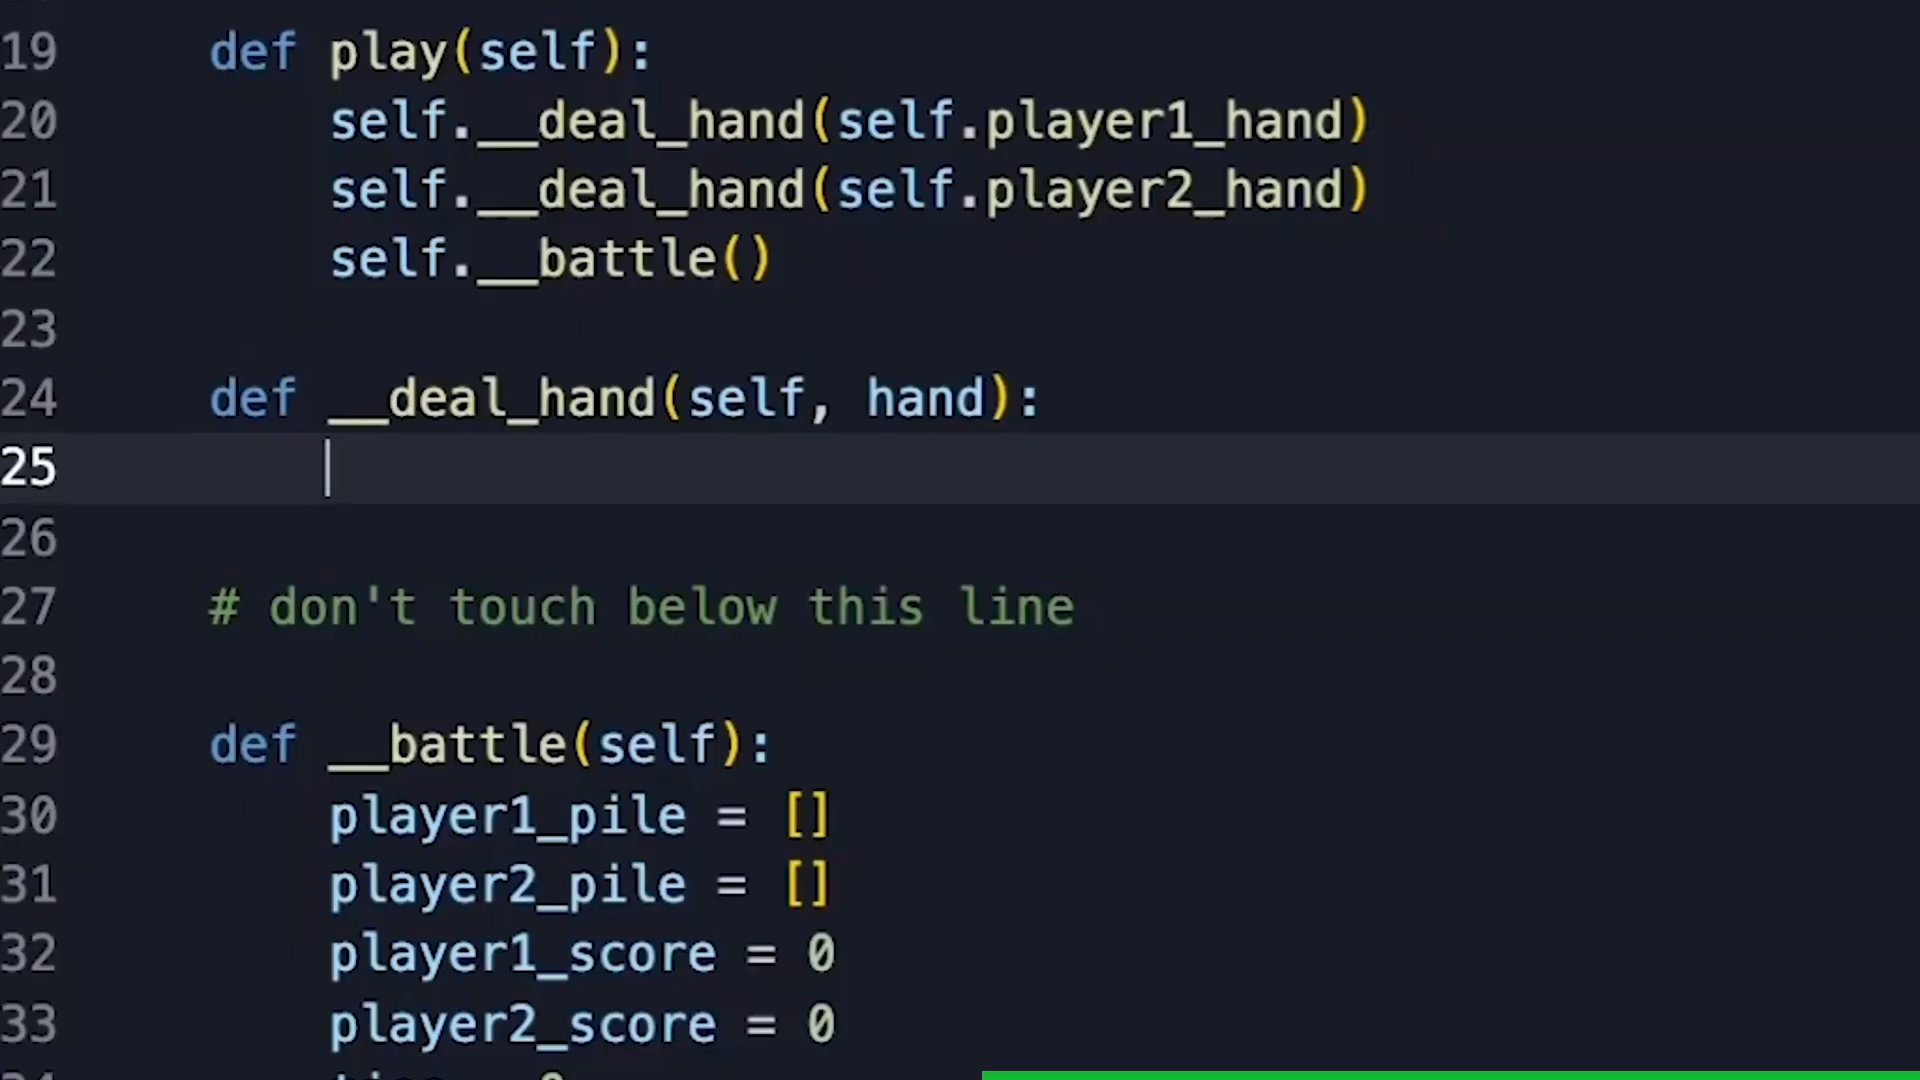 19 def play(self):
20 self.__deal_hand(self.player1_hand)
21 self.__deal_hand(self.player2_hand)
22 self.__battle()
23
24 def __deal_hand(self, hand):
25
26
27 # don't touch below this line
28
29 def __battle(self):
30 player1_pile = []
31 player2_pile = []
32 player1_score = 0
33 player2_score = 0